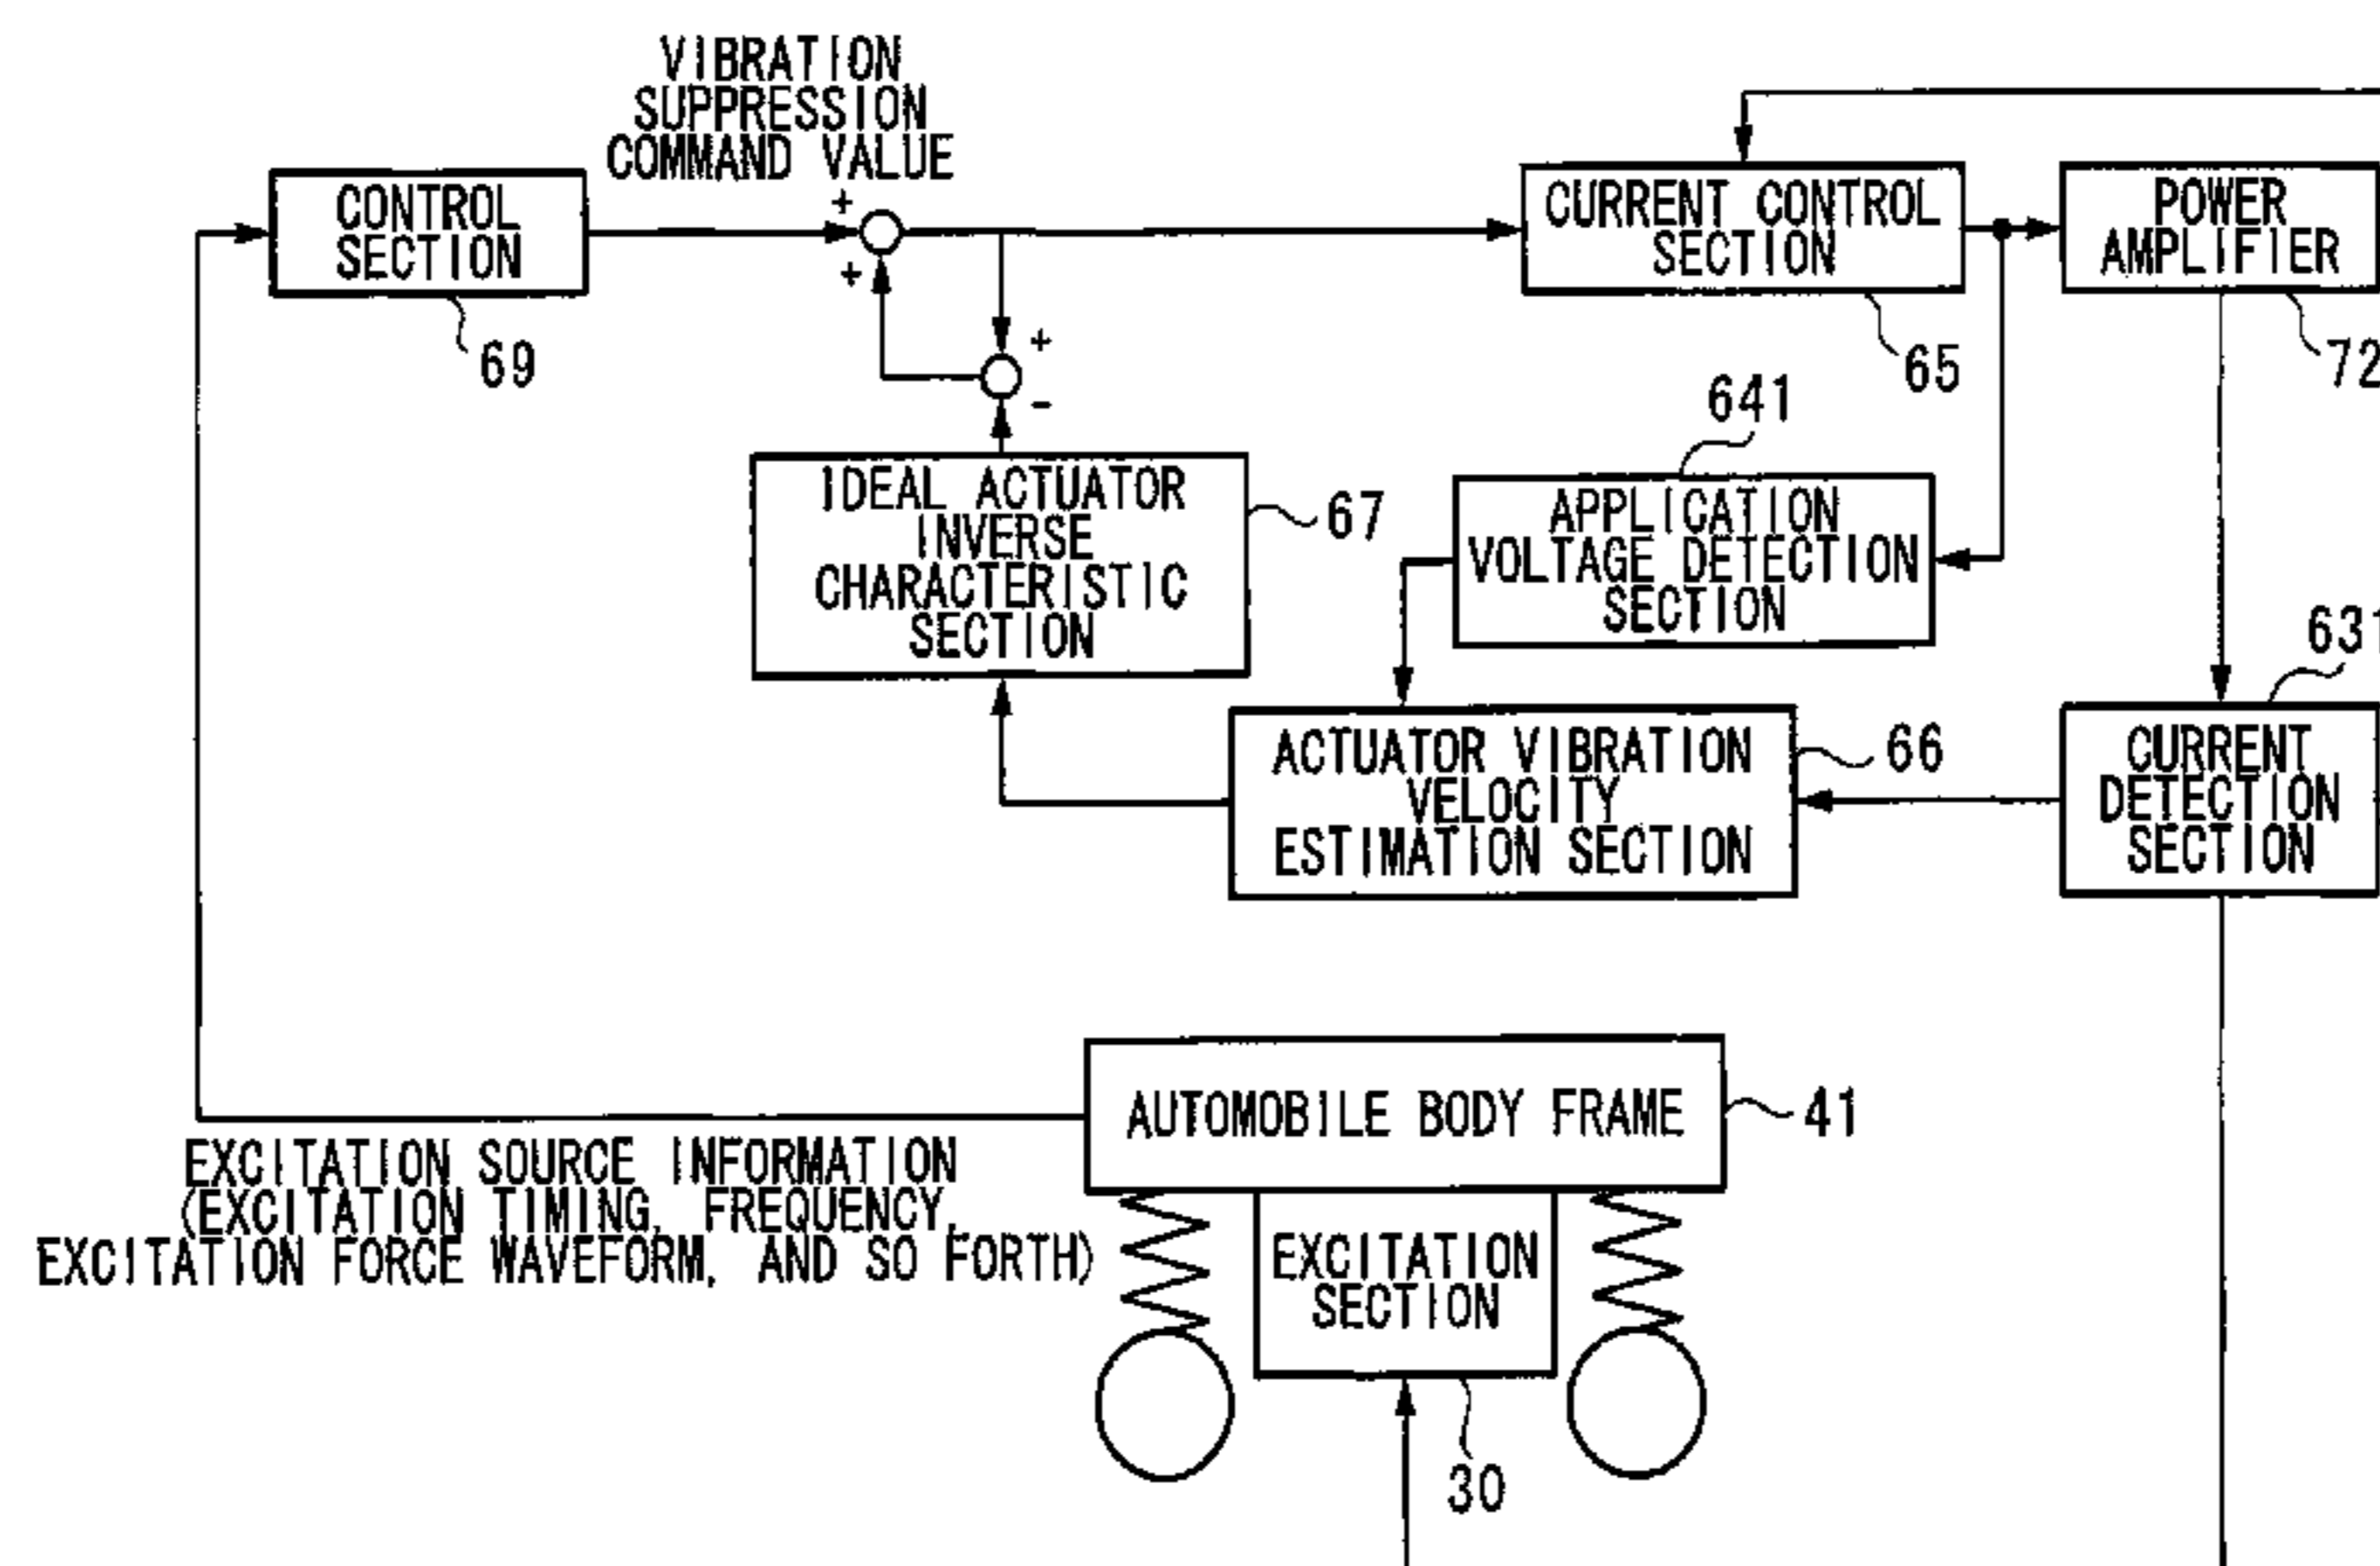 VIBRATION
SUPPRESSION
COMMAND VALUE
+
+
CONTROL
SECTION
69
+
-
CURRENT CONTROL
SECTION
65
POWER
AMPLIFIER
72
641
APPLICATION
VOLTAGE DETECTION
SECTION
IDEAL ACTUATOR
INVERSE
CHARACTERISTIC
SECTION
67
631
ACTUATOR VIBRATION
VELOCITY
ESTIMATION SECTION
66
CURRENT
DETECTION
SECTION
AUTOMOBILE BODY FRAME
41
EXCITATION SOURCE INFORMATION
(EXCITATION TIMING, FREQUENCY,
EXCITATION FORCE WAVEFORM, AND SO FORTH)
EXCITATION
SECTION
30